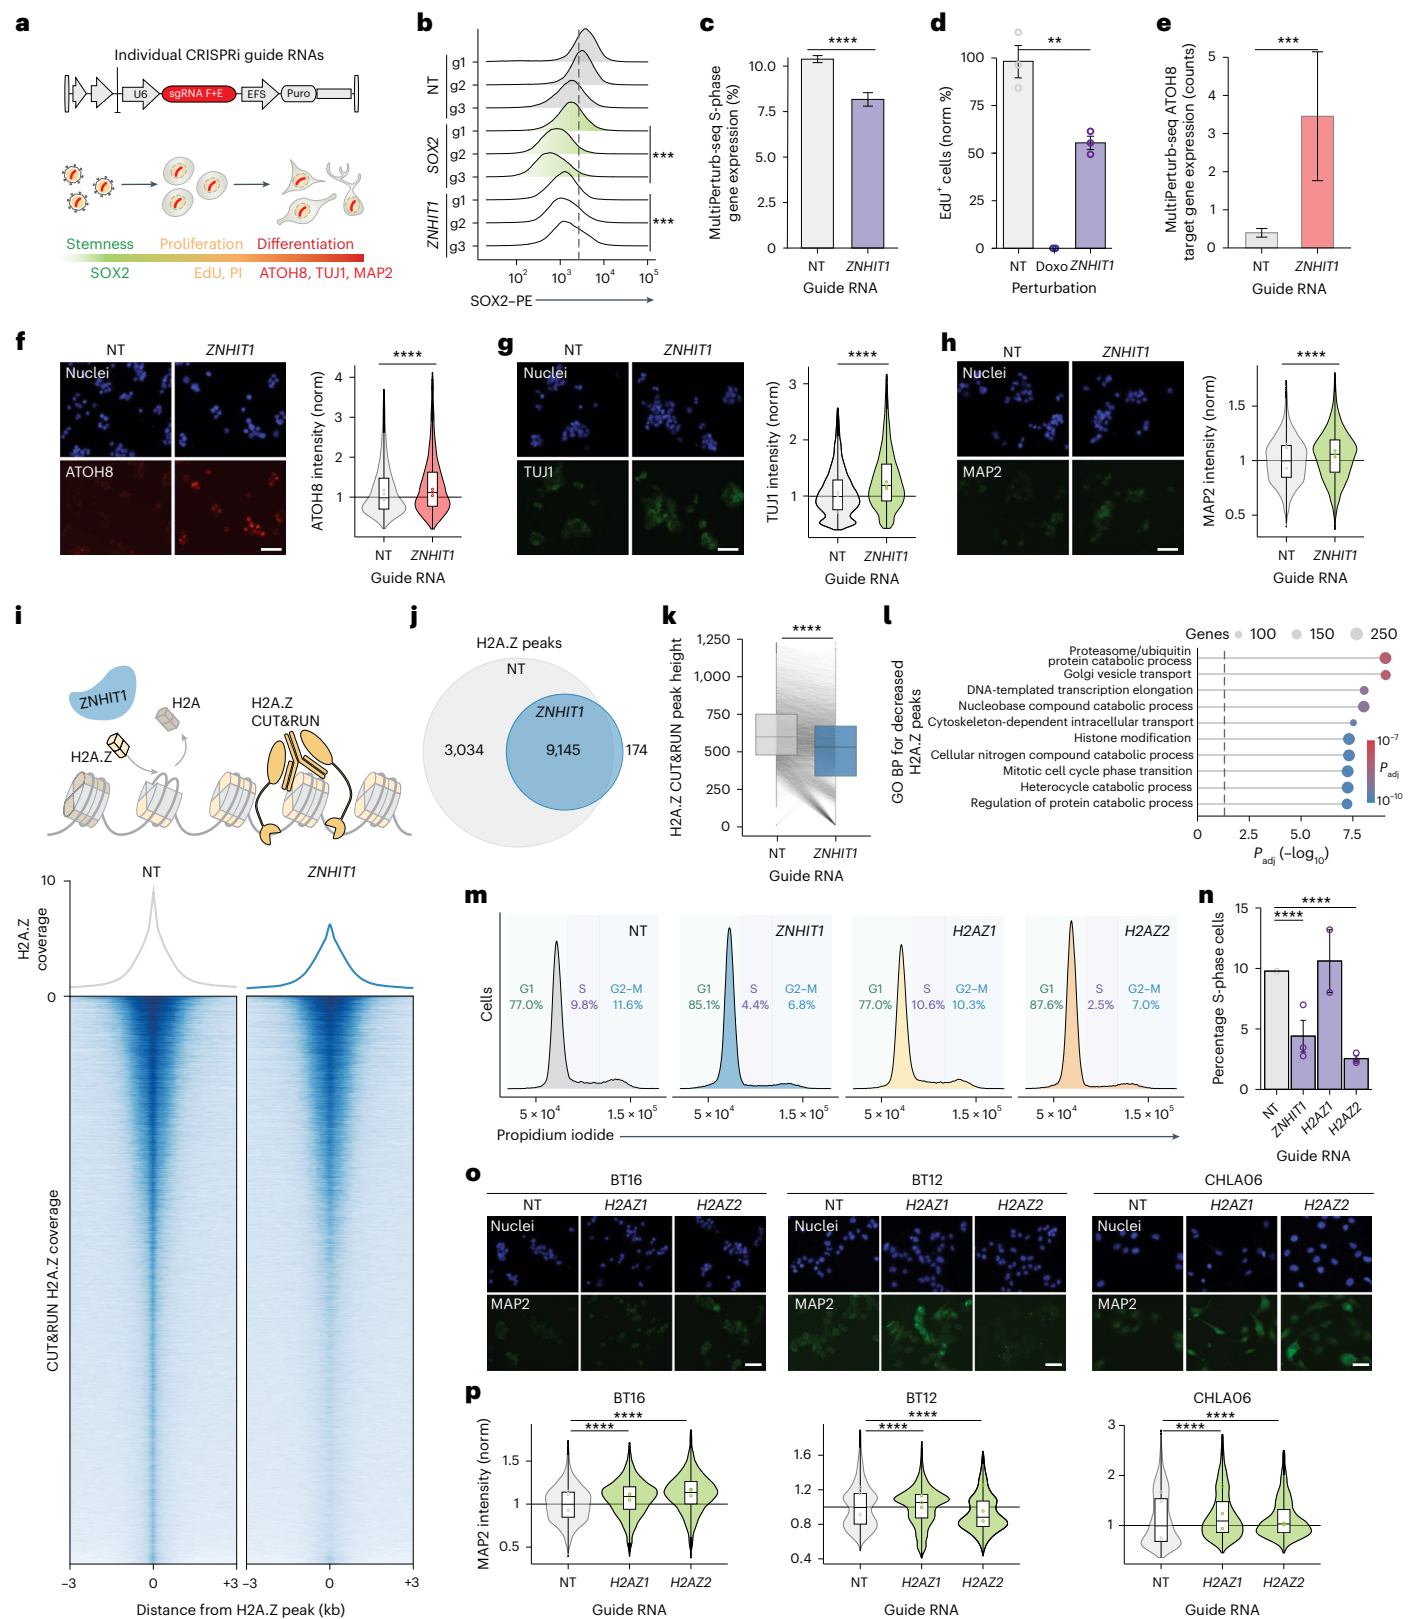 a
Individual CRISPRi guide RNAs
U6
sgRNA F+E
EFS
Puro
Stemness
Proliferation
Differentiation
SOX2
EdU, PI
ATOH8, TUJ1, MAP2
b
NT
g1
g2
g3
SOX2
g1
g2
g3
***
ZNHIT1
g1
g2
g3
***
10² 10³ 10⁴ 10⁵
SOX2–PE
c
MultiPerturb-seq S-phase
gene expression (%)
****
10.0
7.5
5.0
2.5
0
NT ZNHIT1
Guide RNA
d
EdU⁺ cells (norm %)
**
100
75
50
25
0
NT Doxo ZNHIT1
Perturbation
e
MultiPerturb-seq ATOH8
target gene expression (counts)
***
5
4
3
2
1
0
NT ZNHIT1
Guide RNA
f
NT ZNHIT1
Nuclei
ATOH8
ATOH8 intensity (norm)
****
4
3
2
1
NT ZNHIT1
Guide RNA
g
NT ZNHIT1
Nuclei
TUJ1
TUJ1 intensity (norm)
****
3
2
1
NT ZNHIT1
Guide RNA
h
NT ZNHIT1
Nuclei
MAP2
MAP2 intensity (norm)
****
1.5
1
0.5
NT ZNHIT1
Guide RNA
i
ZNHIT1
H2A
H2A.Z
H2A.Z
CUT&RUN
NT ZNHIT1
H2A.Z
coverage
10
0
CUT&RUN H2A.Z coverage
−3 0 +3 −3 0 +3
Distance from H2A.Z peak (kb)
j
H2A.Z peaks
NT
ZNHIT1
3,034 9,145 174
k
H2A.Z CUT&RUN peak height
****
1,250
1,000
750
500
250
0
NT ZNHIT1
Guide RNA
l
Genes 100 150 250
GO BP for decreased
H2A.Z peaks
Proteasome/ubiquitin
protein catabolic process
Golgi vesicle transport
DNA-templated transcription elongation
Nucleobase compound catabolic process
Cytoskeleton-dependent intracellular transport
Histone modification
Cellular nitrogen compound catabolic process
Mitotic cell cycle phase transition
Heterocycle catabolic process
Regulation of protein catabolic process
0 2.5 5.0 7.5
P adj (−log₁₀)
10⁻⁷
P adj
10⁻¹⁰
m
Cells
NT
G1 S G2–M
77.0% 9.8% 11.6%
ZNHIT1
G1 S G2–M
85.1% 4.4% 6.8%
H2AZ1
G1 S G2–M
77.0% 10.6% 10.3%
H2AZ2
G1 S G2–M
87.6% 2.5% 7.0%
5 × 10⁴ 1.5 × 10⁵ 5 × 10⁴ 1.5 × 10⁵ 5 × 10⁴ 1.5 × 10⁵ 5 × 10⁴ 1.5 × 10⁵
Propidium iodide
n
Percentage S-phase cells
****
****
15
10
5
0
NT ZNHIT1 H2AZ1 H2AZ2
Guide RNA
o
BT16 BT12 CHLA06
NT H2AZ1 H2AZ2 NT H2AZ1 H2AZ2 NT H2AZ1 H2AZ2
Nuclei Nuclei Nuclei
MAP2 MAP2 MAP2
p
MAP2 intensity (norm)
BT16
****
****
1.5
1
0.5
NT H2AZ1 H2AZ2
Guide RNA
BT12
****
****
1.6
1.2
0.8
0.4
NT H2AZ1 H2AZ2
Guide RNA
CHLA06
****
****
3
2
1
NT H2AZ1 H2AZ2
Guide RNA